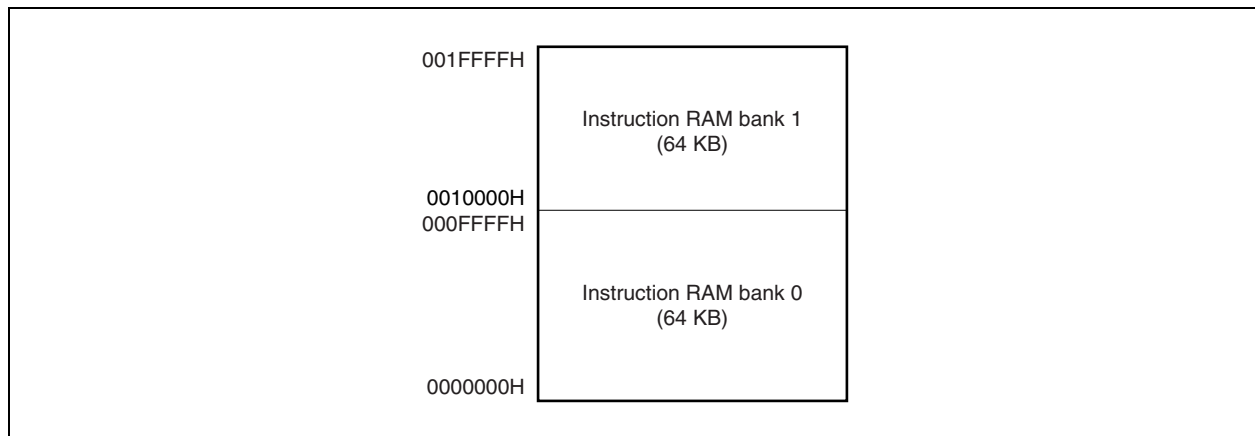 001FFFFH
Instruction RAM bank 1
(64 KB)
0010000H
000FFFFH
Instruction RAM bank 0
(64 KB)
0000000H